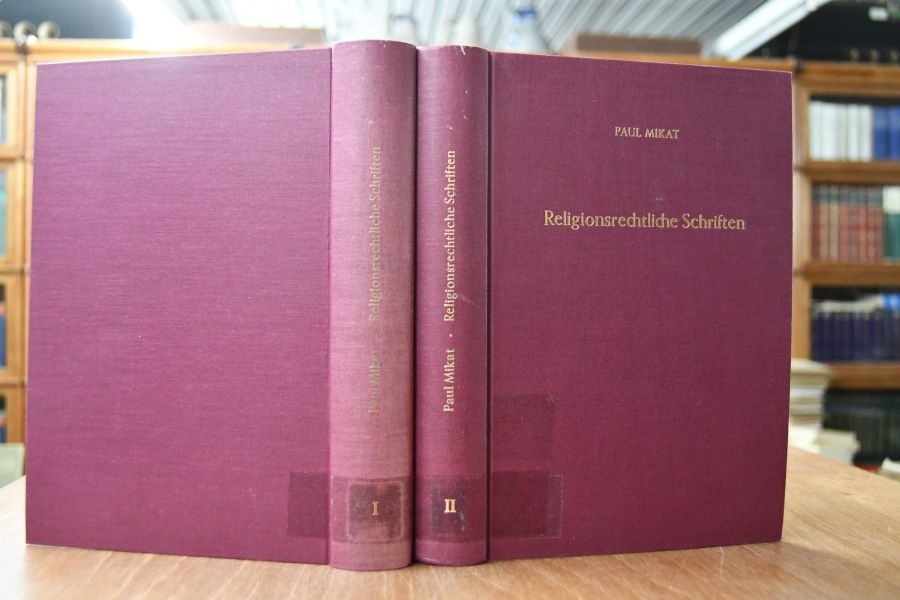 Paul Mikat · Religionsrechtliche Schriften
I
Paul Mikat · Religionsrechtliche Schriften
II
PAUL MIKAT
Religionsrechtliche Schriften